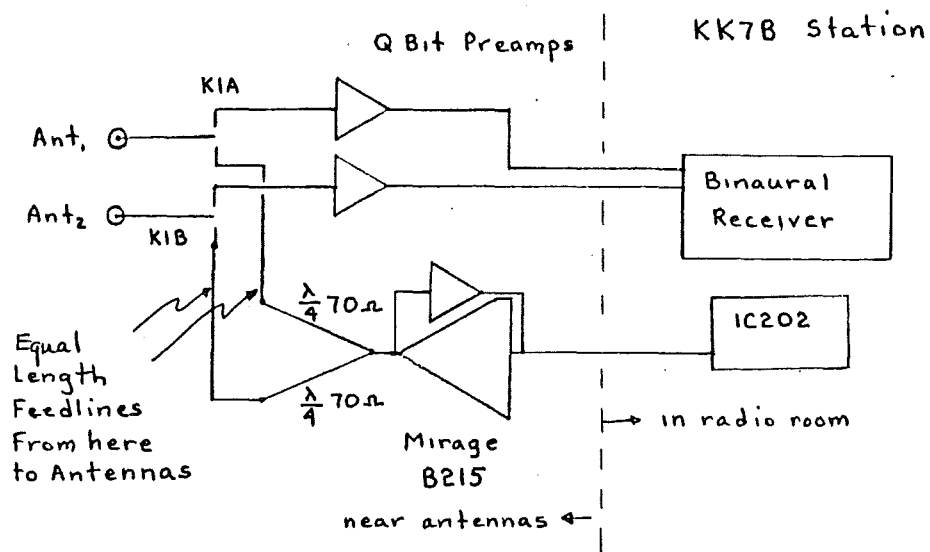 KK7B Station
Q Bit Preamps
K1A
Ant₁
Ant₂
K1B
Binaural
Receiver
λ/4 70Ω
λ/4 70Ω
IC202
Equal
Length
Feedlines
From here
to Antennas
Mirage
B215
in radio room
near antennas